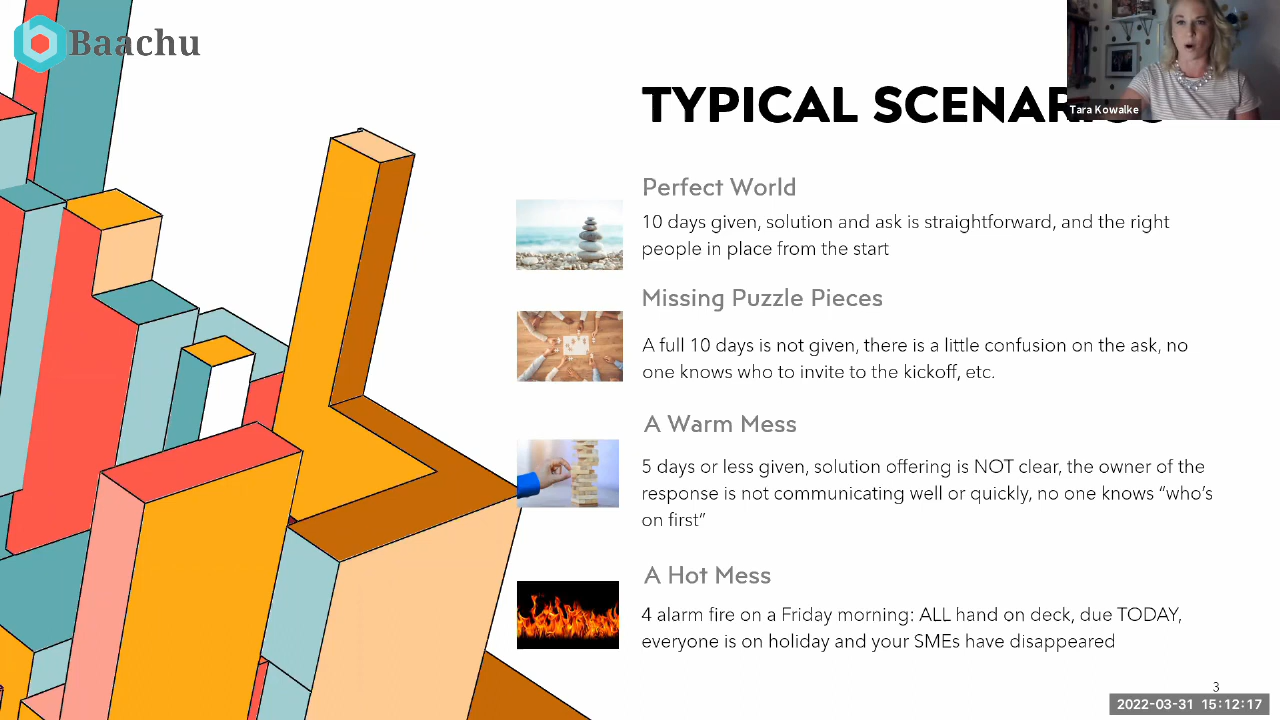 Baachu
TYPICAL
Tara Kowalke
Perfect World
10 days given, solution and ask is straightforward, and the right
people in place from the start
Missing Puzzle Pieces
A full 10 days is not given, there is a little confusion on the ask, no
one knows who to invite to the kickoff, etc.
A Warm Mess
5 days or less given, solution offering is NOT clear, the owner of the
response is not communicating well or quickly, no one knows “who’s
on first”
A Hot Mess
4 alarm fire on a Friday morning: ALL hand on deck, due TODAY,
everyone is on holiday and your SMEs have disappeared
3
2022-03-31 15:12:17